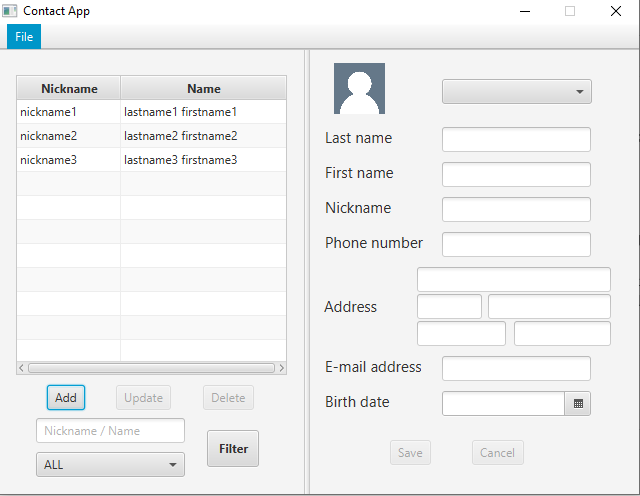 Contact App
File
Nickname Name
nickname1 lastname1 firstname1
nickname2 lastname2 firstname2
nickname3 lastname3 firstname3
Add Update Delete
Nickname / Name
ALL
Filter
Last name
First name
Nickname
Phone number
Address
E-mail address
Birth date
Save Cancel